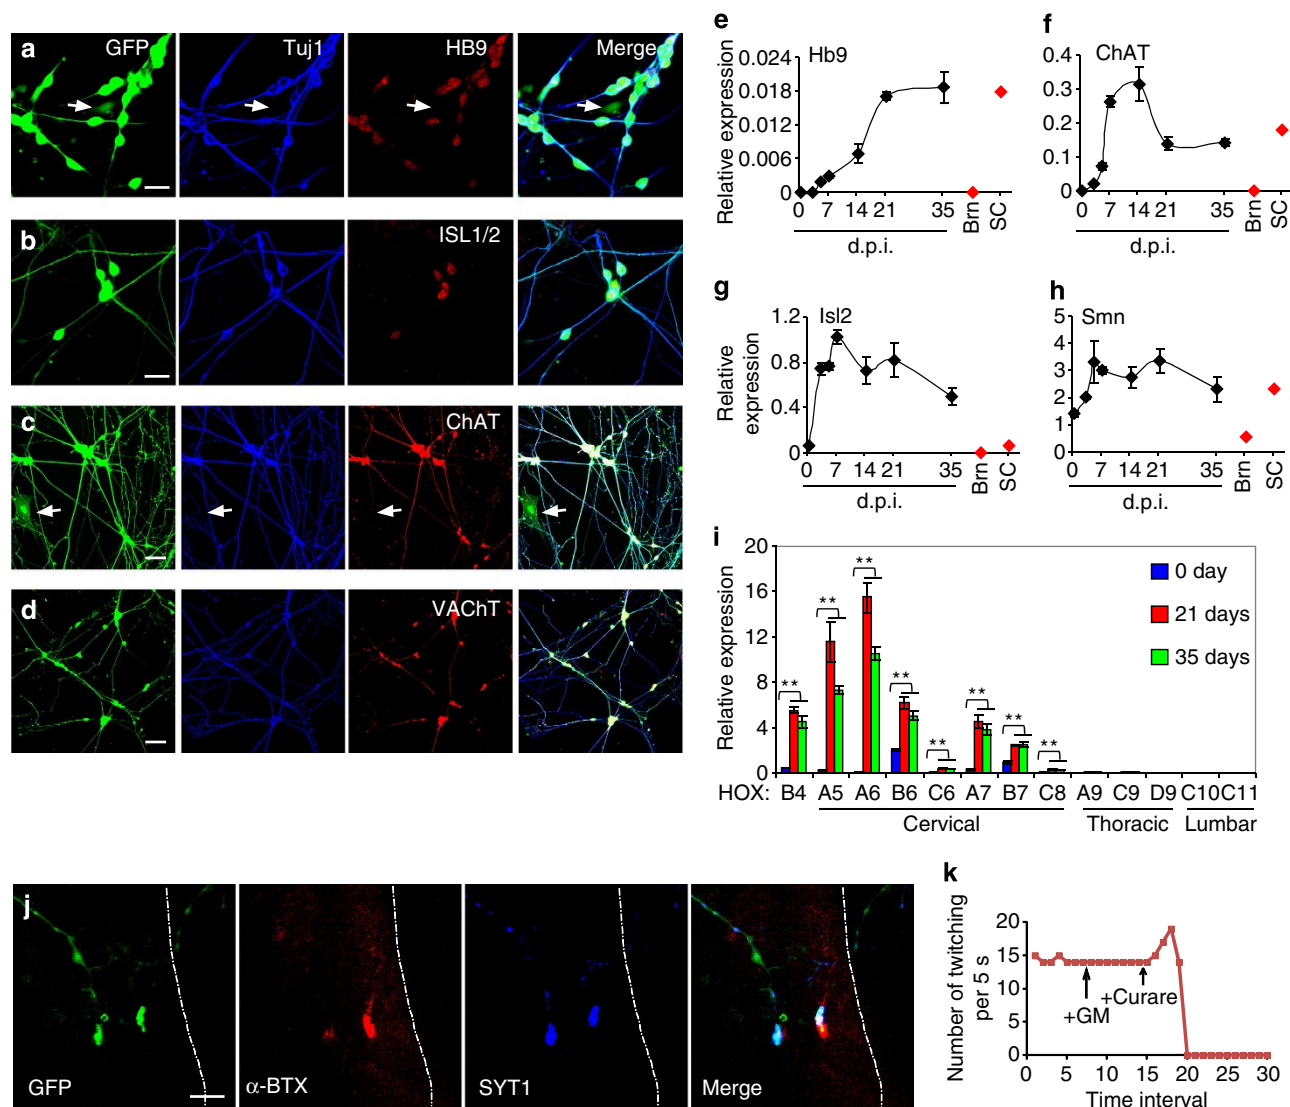 a GFP Tuj1 HB9 Merge
b ISL1/2
c ChAT
d VAChT
e
Hb9
Relative expression
0.024
0.018
0.012
0.006
0
0 7 14 21 35 Brn SC
d.p.i.
f
ChAT
0.5
0.4
0.3
0.2
0.1
0
0 7 14 21 35 Brn SC
d.p.i.
g
Isl2
Relative
expression
1.2
0.8
0.4
0
0 7 14 21 35 Brn SC
d.p.i.
h
Smn
5
4
3
2
1
0
0 7 14 21 35 Brn SC
d.p.i.
i
Relative expression
20
16
12
8
4
0
** ** ** ** ** ** ** **
0 day
21 days
35 days
HOX: B4 A5 A6 B6 C6 A7 B7 C8 A9 C9 D9 C10 C11
Cervical Thoracic Lumbar
j
GFP α-BTX SYT1 Merge
k
Number of twitching
per 5 s
20
15
10
5
0
+GM
+Curare
0 5 10 15 20 25 30
Time interval